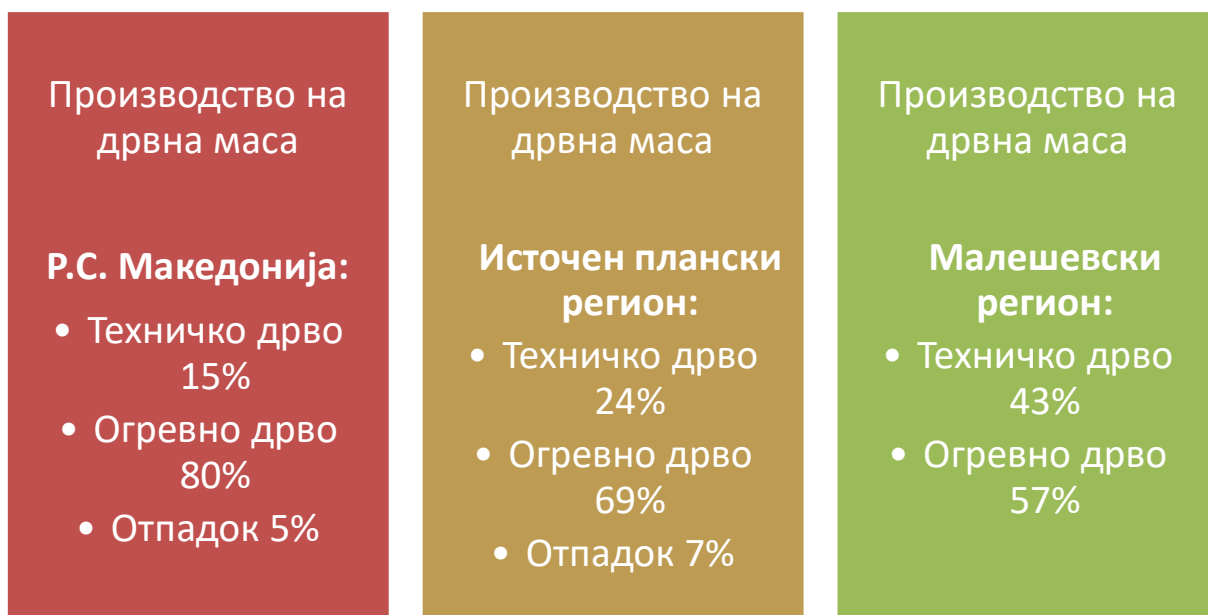 Производство на
дрвна маса
Р.С. Македонија:
• Техничко дрво
15%
• Огревно дрво
80%
• Отпадок 5%
Производство на
дрвна маса
Источен плански
регион:
• Техничко дрво
24%
• Огревно дрво
69%
• Отпадок 7%
Производство на
дрвна маса
Малешевски
регион:
• Техничко дрво
43%
• Огревно дрво
57%